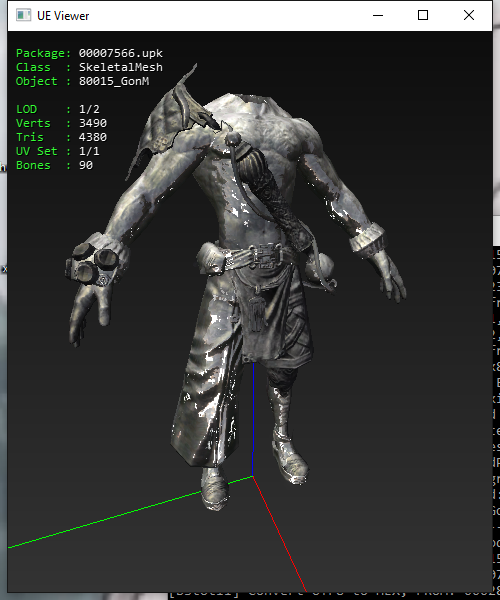 UE Viewer
Package: 00007566.upk
Class : SkeletalMesh
Object : 80015_GonM
LOD : 1/2
Verts : 3490
Tris : 4380
UV Set : 1/1
Bones : 90